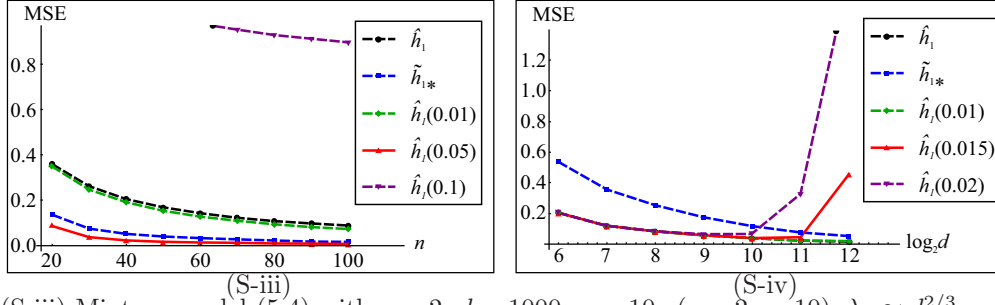 MSE
0.8
0.6
0.4
0.2
0.0
20 40 60 80 100
n
ĥ₁
h̃₁*
ĥ₁(0.01)
ĥ₁(0.05)
ĥ₁(0.1)
(S-iii)
MSE
1.2
1.0
0.8
0.6
0.4
0.2
6 7 8 9 10 11 12
log₂d
ĥ₁
h̃₁*
ĥ₁(0.01)
ĥ₁(0.015)
ĥ₁(0.02)
(S-iv)